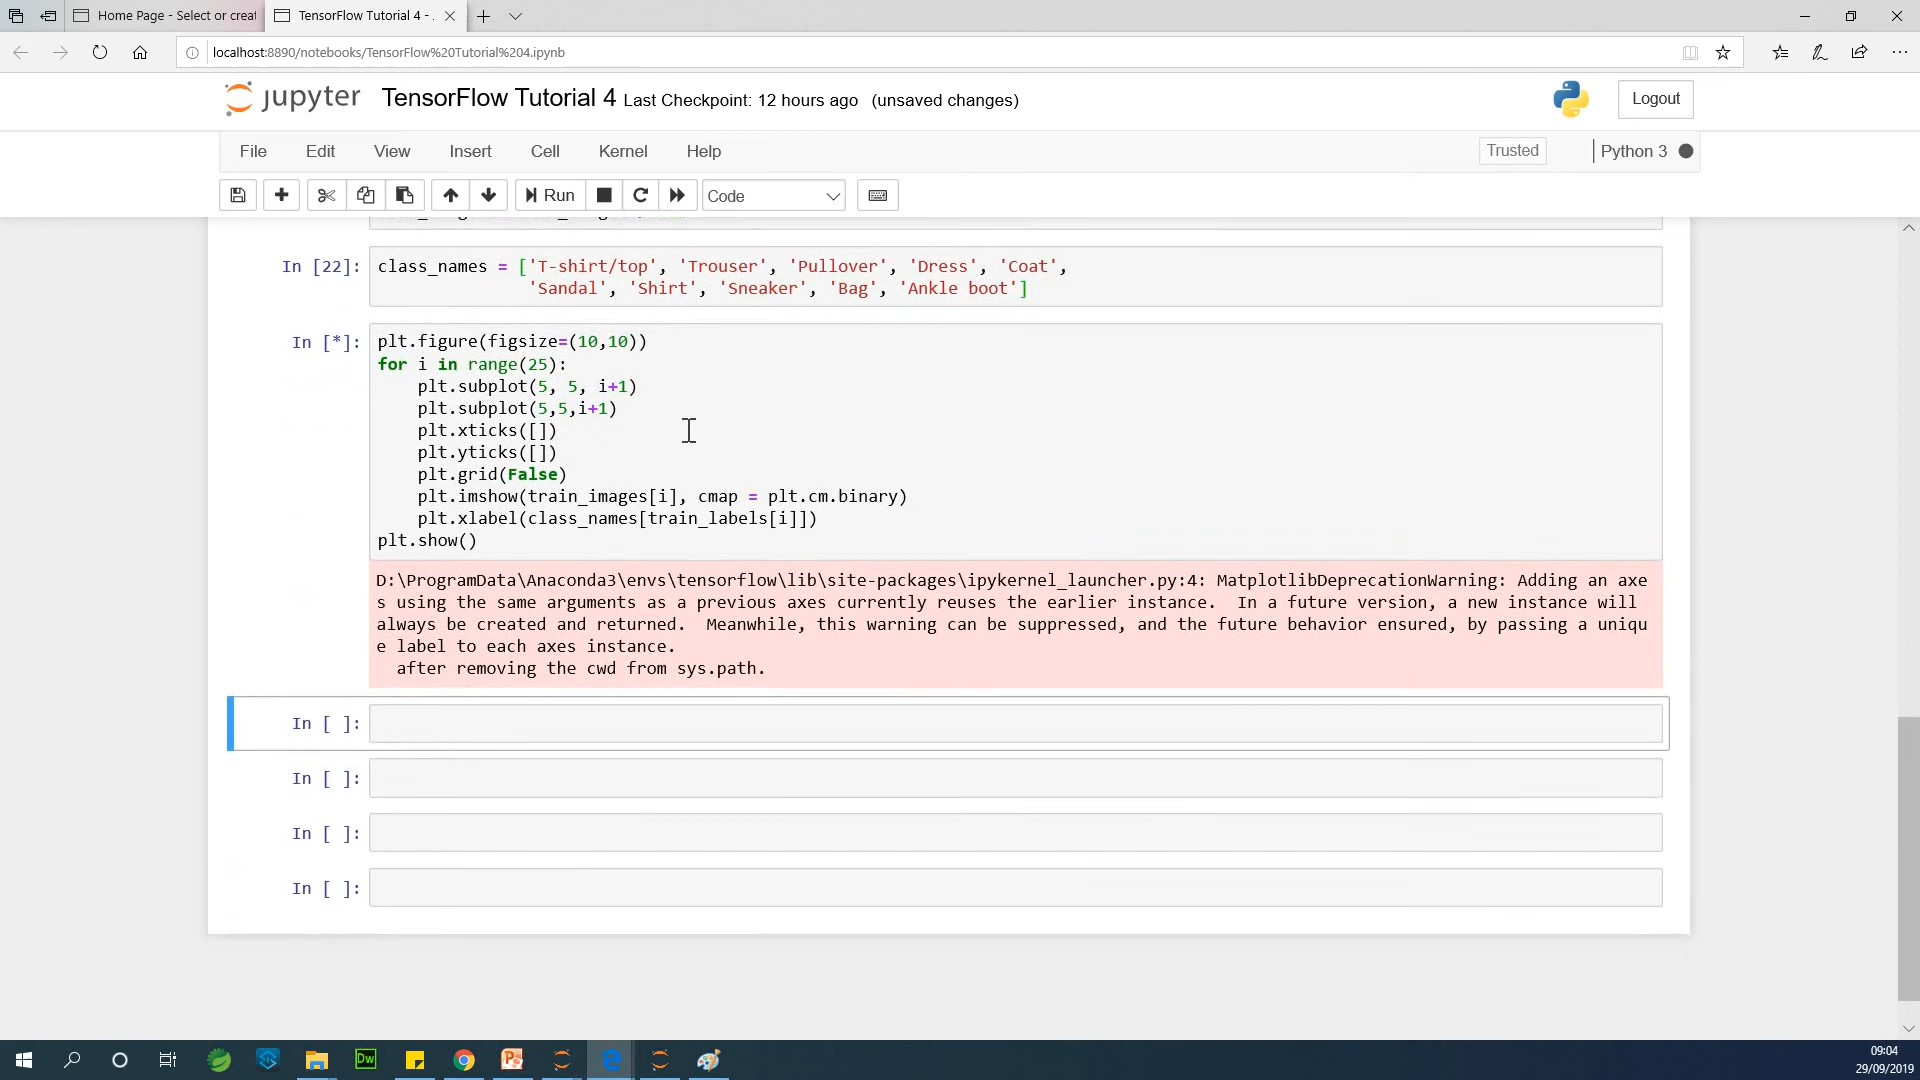 Home Page - Select or creat
TensorFlow Tutorial 4 - .
localhost:8890/notebooks/TensorFlow%20Tutorial%204.ipynb
jupyter TensorFlow Tutorial 4 Last Checkpoint: 12 hours ago (unsaved changes)
Logout
File Edit View Insert Cell Kernel Help
Trusted
Python 3
Run
Code
In [22]: class_names = ['T-shirt/top', 'Trouser', 'Pullover', 'Dress', 'Coat',
'Sandal', 'Shirt', 'Sneaker', 'Bag', 'Ankle boot']
In [*]: plt.figure(figsize=(10,10))
for i in range(25):
plt.subplot(5, 5, i+1)
plt.subplot(5,5,i+1)
plt.xticks([])
plt.yticks([])
plt.grid(False)
plt.imshow(train_images[i], cmap = plt.cm.binary)
plt.xlabel(class_names[train_labels[i]])
plt.show()
D:\ProgramData\Anaconda3\envs\tensorflow\lib\site-packages\ipykernel_launcher.py:4: MatplotlibDeprecationWarning: Adding an axe
s using the same arguments as a previous axes currently reuses the earlier instance.  In a future version, a new instance will
always be created and returned.  Meanwhile, this warning can be suppressed, and the future behavior ensured, by passing a uniqu
e label to each axes instance.
after removing the cwd from sys.path.
In [ ]:
In [ ]:
In [ ]:
In [ ]:
Dw
09:04
29/09/2019